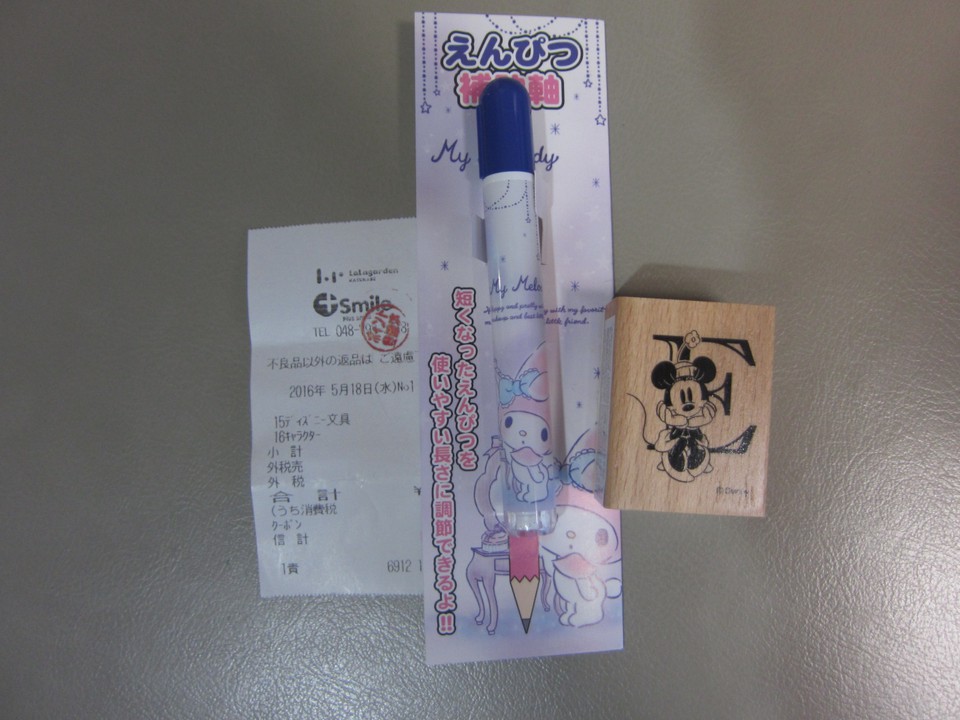 えんぴつ
補助軸
My Melody
My Melo
短くなったえんぴつを
使いやすい長さに調節できるよ!!
Lalagarden
+Smile
TEL 048-
不良品以外の返品は ご遠慮
2016年 5月18日(水)No1
15ディズニー文具
16キャラクター
小 計
外税売
外 税
合 計 ¥
(うち消費税
クーポン
信 計
1責 6912 1
E
©Disney